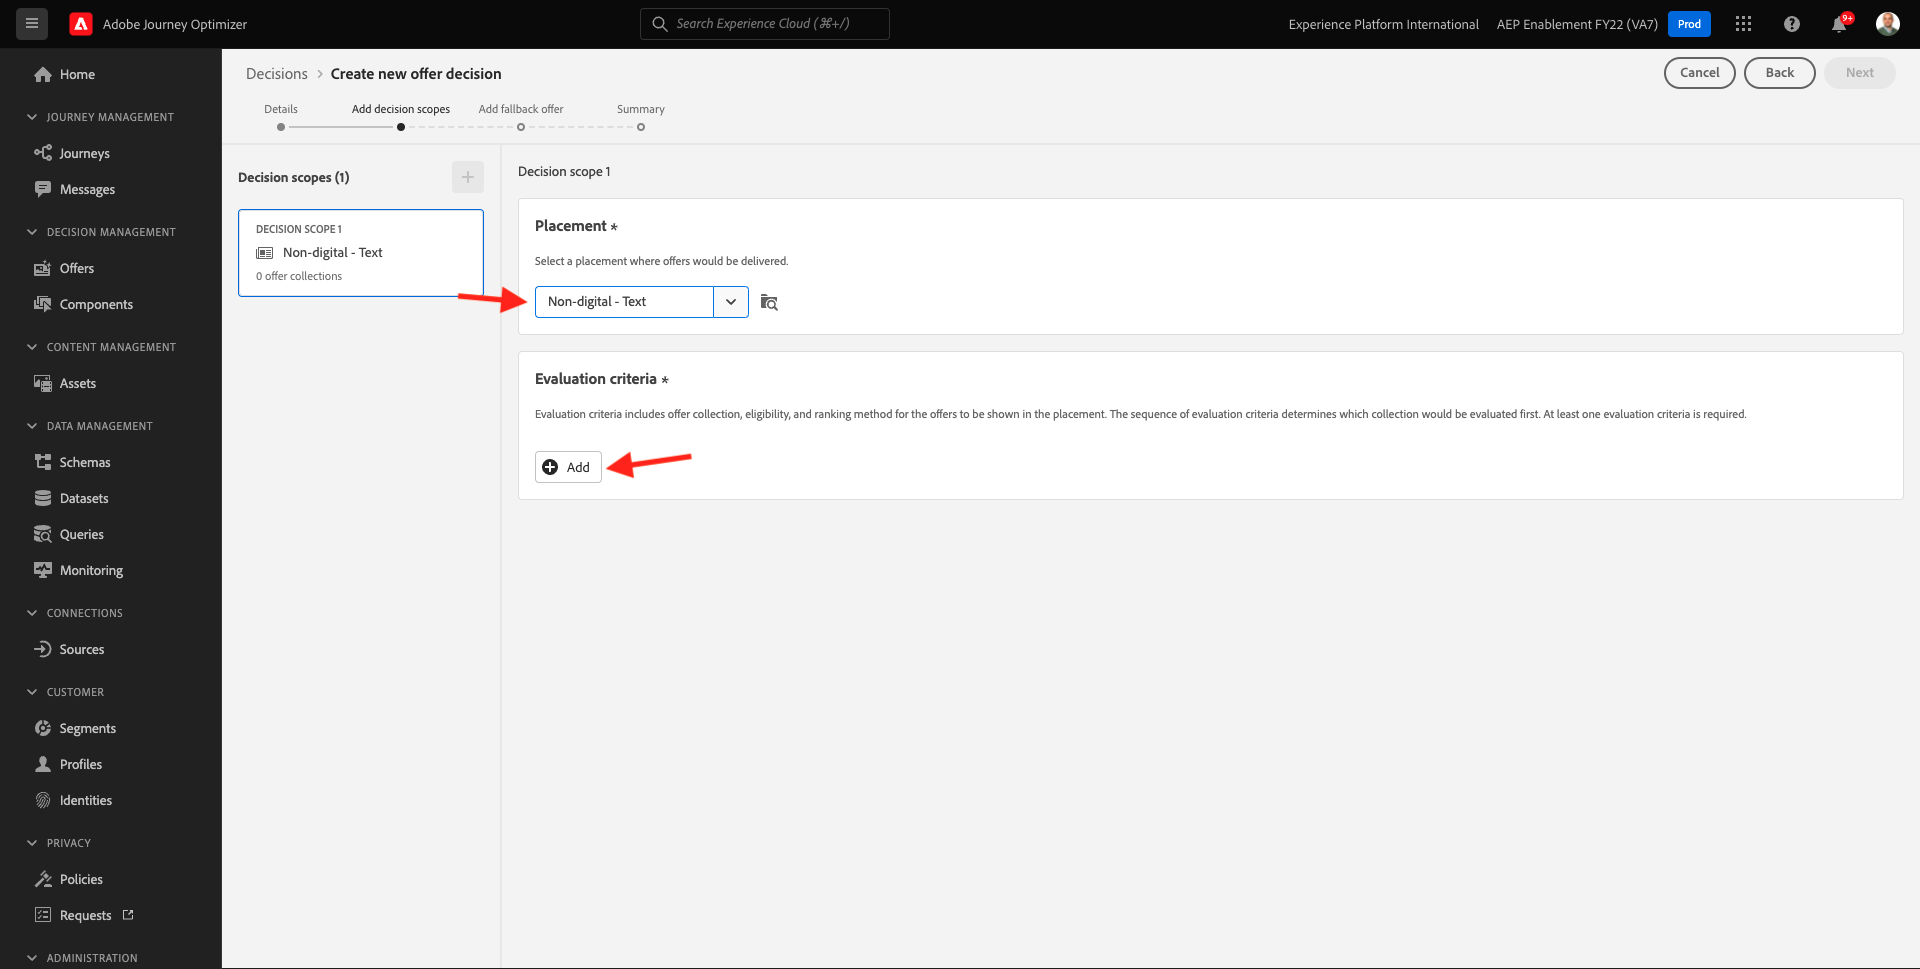 Adobe Journey Optimizer
Search Experience Cloud (⌘+/)
Experience Platform International
AEP Enablement FY22 (VA7)
Prod
9+
Home
JOURNEY MANAGEMENT
Journeys
Messages
DECISION MANAGEMENT
Offers
Components
CONTENT MANAGEMENT
Assets
DATA MANAGEMENT
Schemas
Datasets
Queries
Monitoring
CONNECTIONS
Sources
CUSTOMER
Segments
Profiles
Identities
PRIVACY
Policies
Requests
ADMINISTRATION
Decisions > Create new offer decision
Cancel
Back
Next
Details
Add decision scopes
Add fallback offer
Summary
Decision scopes (1)
DECISION SCOPE 1
Non-digital - Text
0 offer collections
Decision scope 1
Placement *
Select a placement where offers would be delivered.
Non-digital - Text
Evaluation criteria *
Evaluation criteria includes offer collection, eligibility, and ranking method for the offers to be shown in the placement. The sequence of evaluation criteria determines which collection would be evaluated first. At least one evaluation criteria is required.
Add